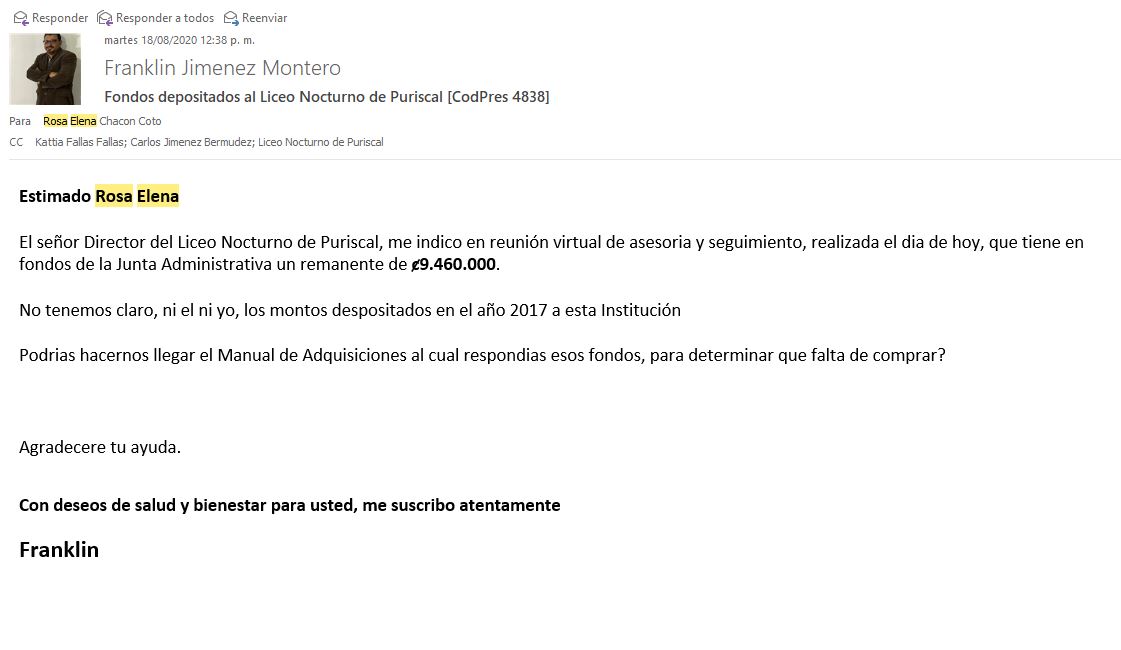 Responder Responder a todos Reenviar
martes 18/08/2020 12:38 p. m.
Franklin Jimenez Montero
Fondos depositados al Liceo Nocturno de Puriscal [CodPres 4838]
Para Rosa Elena Chacon Coto
CC Kattia Fallas Fallas; Carlos Jimenez Bermudez; Liceo Nocturno de Puriscal
Estimado Rosa Elena
El señor Director del Liceo Nocturno de Puriscal, me indico en reunión virtual de asesoria y seguimiento, realizada el dia de hoy, que tiene en
fondos de la Junta Administrativa un remanente de ¢9.460.000.
No tenemos claro, ni el ni yo, los montos despositados en el año 2017 a esta Institución
Podrias hacernos llegar el Manual de Adquisiciones al cual respondias esos fondos, para determinar que falta de comprar?
Agradecere tu ayuda.
Con deseos de salud y bienestar para usted, me suscribo atentamente
Franklin